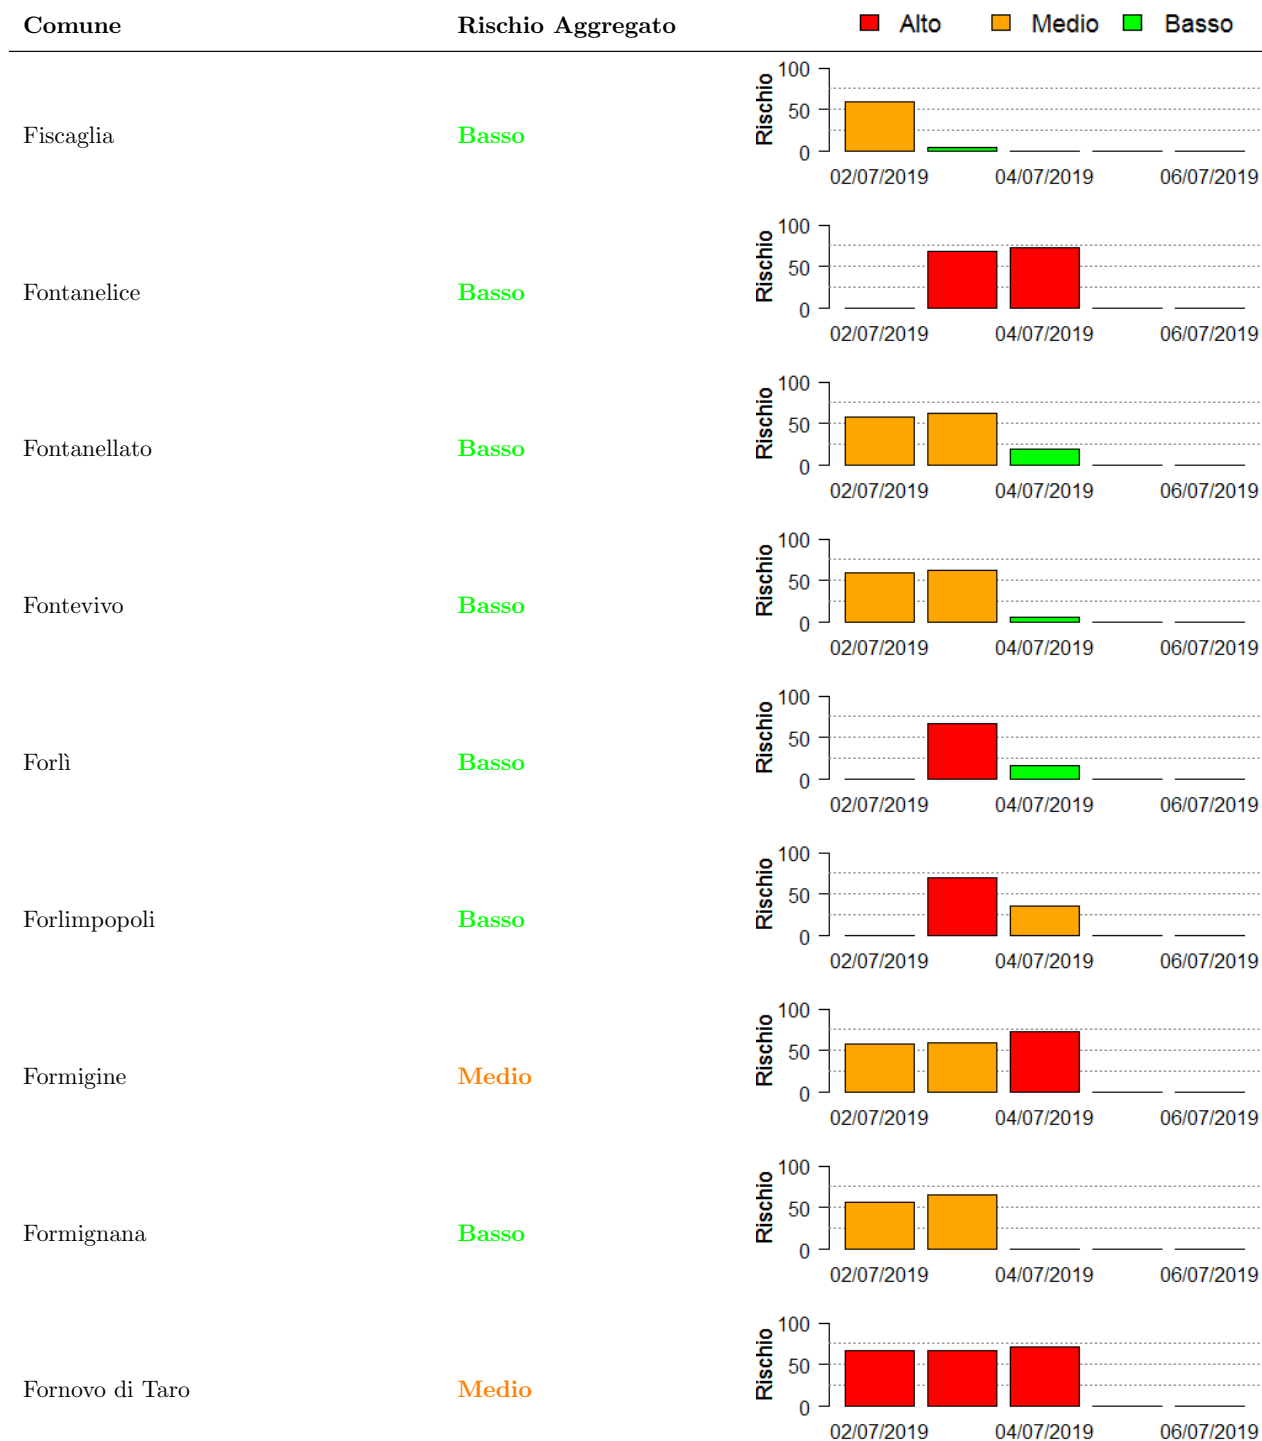 Comune Rischio Aggregato Alto Medio Basso
100
50
0
Rischio
Fiscaglia Basso
02/07/2019 04/07/2019 06/07/2019
100
50
0
Rischio
Fontanelice Basso
02/07/2019 04/07/2019 06/07/2019
100
50
0
Rischio
Fontanellato Basso
02/07/2019 04/07/2019 06/07/2019
100
50
0
Rischio
Fontevivo Basso
02/07/2019 04/07/2019 06/07/2019
100
50
0
Rischio
Forlì Basso
02/07/2019 04/07/2019 06/07/2019
100
50
0
Rischio
Forlimpopoli Basso
02/07/2019 04/07/2019 06/07/2019
100
50
0
Rischio
Formigine Medio
02/07/2019 04/07/2019 06/07/2019
100
50
0
Rischio
Formignana Basso
02/07/2019 04/07/2019 06/07/2019
100
50
0
Rischio
Fornovo di Taro Medio
02/07/2019 04/07/2019 06/07/2019